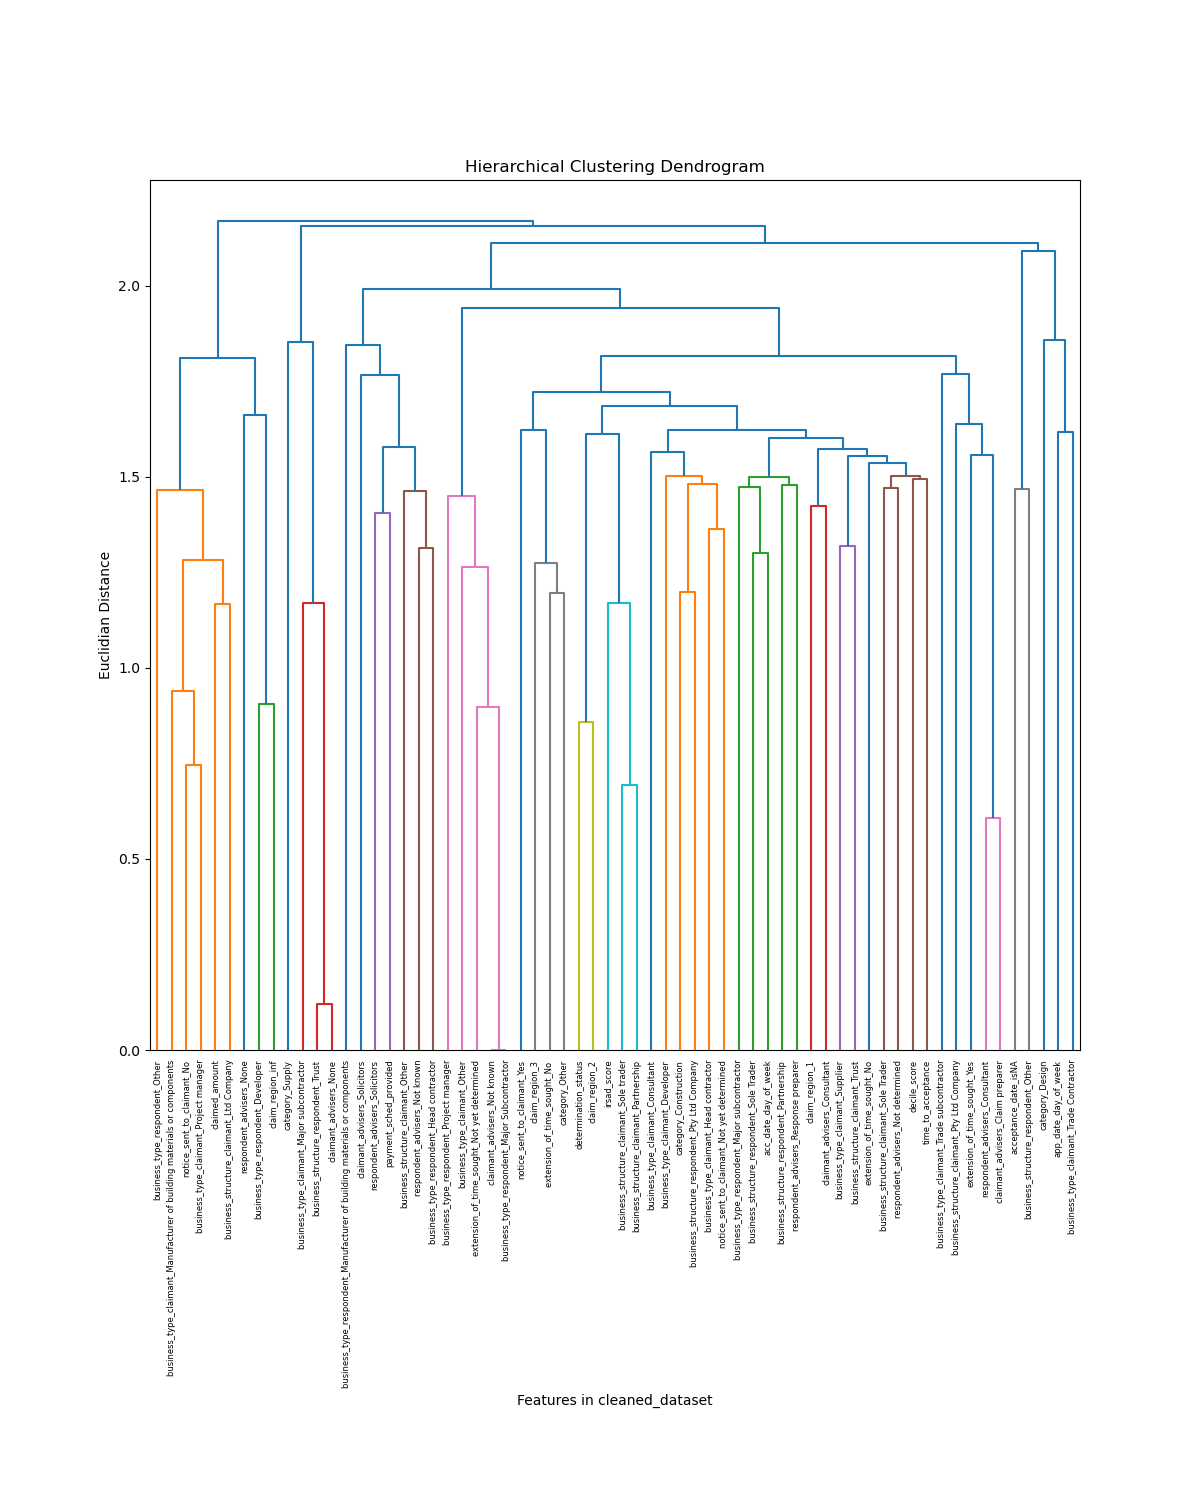 Hierarchical Clustering Dendrogram
2.0
1.5
1.0
0.5
0.0
Euclidian Distance
business_type_respondent_Other
business_type_claimant_Manufacturer of building materials or components
notice_sent_to_claimant_No
business_type_claimant_Project manager
claimed_amount
business_structure_claimant_Ltd Company
respondent_advisers_None
business_type_respondent_Developer
claim_region_inf
category_Supply
business_type_claimant_Major subcontractor
business_structure_respondent_Trust
claimant_advisers_None
business_type_respondent_Manufacturer of building materials or components
claimant_advisers_Solicitors
respondent_advisers_Solicitors
payment_sched_provided
business_structure_claimant_Other
respondent_advisers_Not known
business_type_respondent_Head contractor
business_type_respondent_Project manager
business_type_claimant_Other
extension_of_time_sought_Not yet determined
claimant_advisers_Not known
business_type_respondent_Major Subcontractor
notice_sent_to_claimant_Yes
claim_region_3
extension_of_time_sought_No
category_Other
determination_status
claim_region_2
irsad_score
business_structure_claimant_Sole trader
business_structure_claimant_Partnership
business_type_claimant_Consultant
business_type_claimant_Developer
category_Construction
business_structure_respondent_Pty Ltd Company
business_type_claimant_Head contractor
notice_sent_to_claimant_Not yet determined
business_type_respondent_Major subcontractor
business_structure_respondent_Sole Trader
acc_date_day_of_week
business_structure_respondent_Partnership
respondent_advisers_Response preparer
claim_region_1
claimant_advisers_Consultant
business_type_claimant_Supplier
business_structure_claimant_Trust
extension_of_time_sought_No
business_structure_claimant_Sole Trader
respondent_advisers_Not determined
decile_score
time_to_acceptance
business_type_claimant_Trade subcontractor
business_structure_claimant_Pty Ltd Company
extension_of_time_sought_Yes
respondent_advisers_Consultant
claimant_advisers_Claim preparer
acceptance_date_isNA
business_structure_respondent_Other
category_Design
app_date_day_of_week
business_type_claimant_Trade Contractor
Features in cleaned_dataset